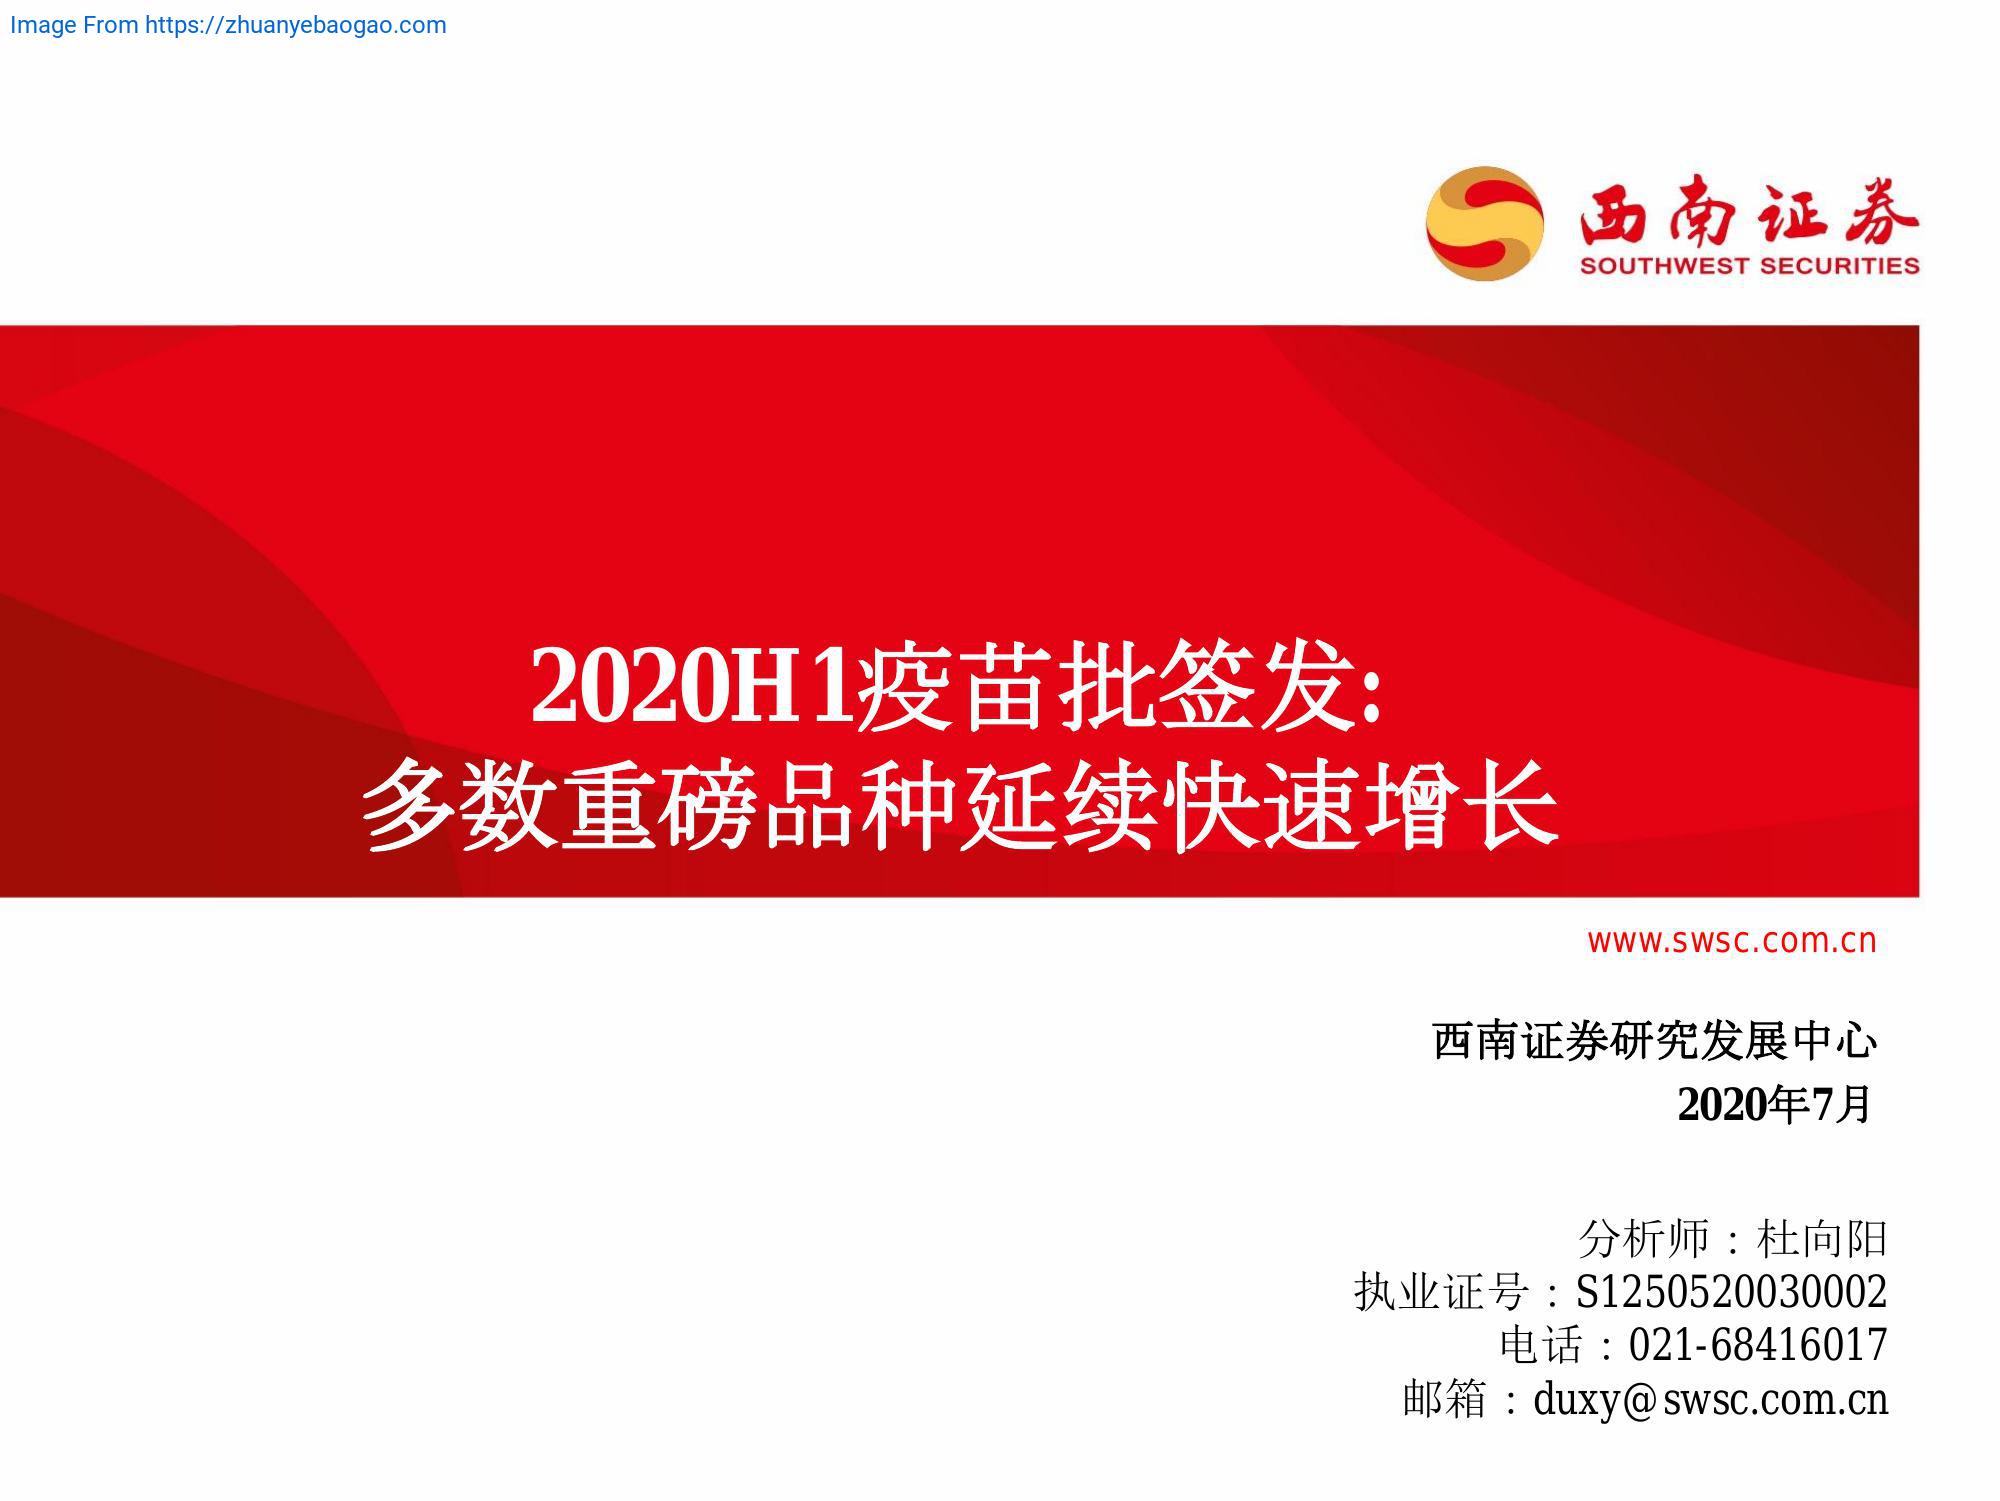 Image From https://zhuanyebaogao.com
西南证券
SOUTHWEST SECURITIES
2020H1疫苗批签发:
多数重磅品种延续快速增长
www.swsc.com.cn
西南证券研究发展中心
2020年7月
分析师：杜向阳
执业证号：S1250520030002
电话：021-68416017
邮箱：duxy@swsc.com.cn